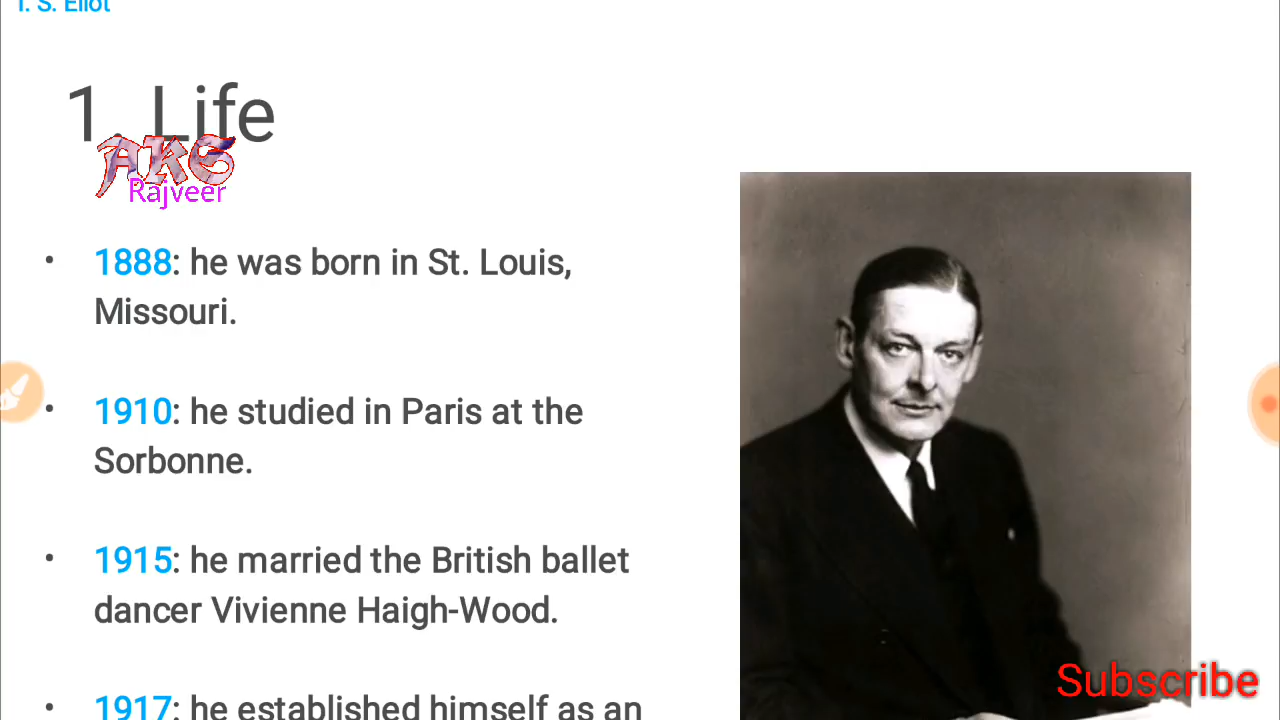 T. S. Eliot
1. Life
AKS
Rajveer
• 1888: he was born in St. Louis,
Missouri.
• 1910: he studied in Paris at the
Sorbonne.
• 1915: he married the British ballet
dancer Vivienne Haigh-Wood.
• 1917: he established himself as an
Subscribe